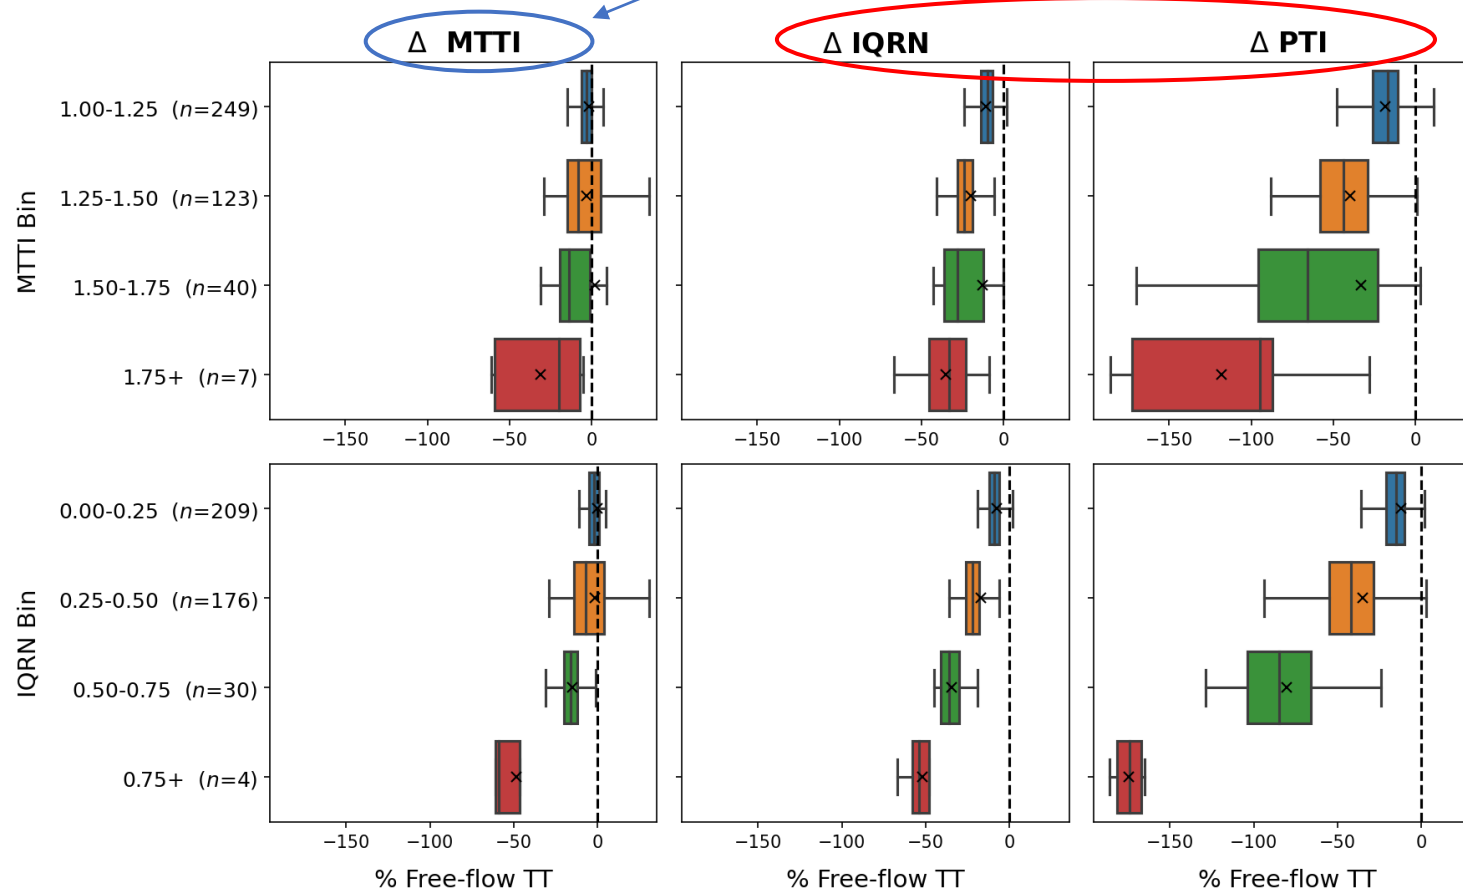 Δ MTTI Δ IQRN Δ PTI
MTTI Bin
1.00-1.25 (n=249)
1.25-1.50 (n=123)
1.50-1.75 (n=40)
1.75+ (n=7)
−150 −100 −50 0 −150 −100 −50 0 −150 −100 −50 0
IQRN Bin
0.00-0.25 (n=209)
0.25-0.50 (n=176)
0.50-0.75 (n=30)
0.75+ (n=4)
−150 −100 −50 0 −150 −100 −50 0 −150 −100 −50 0
% Free-flow TT % Free-flow TT % Free-flow TT